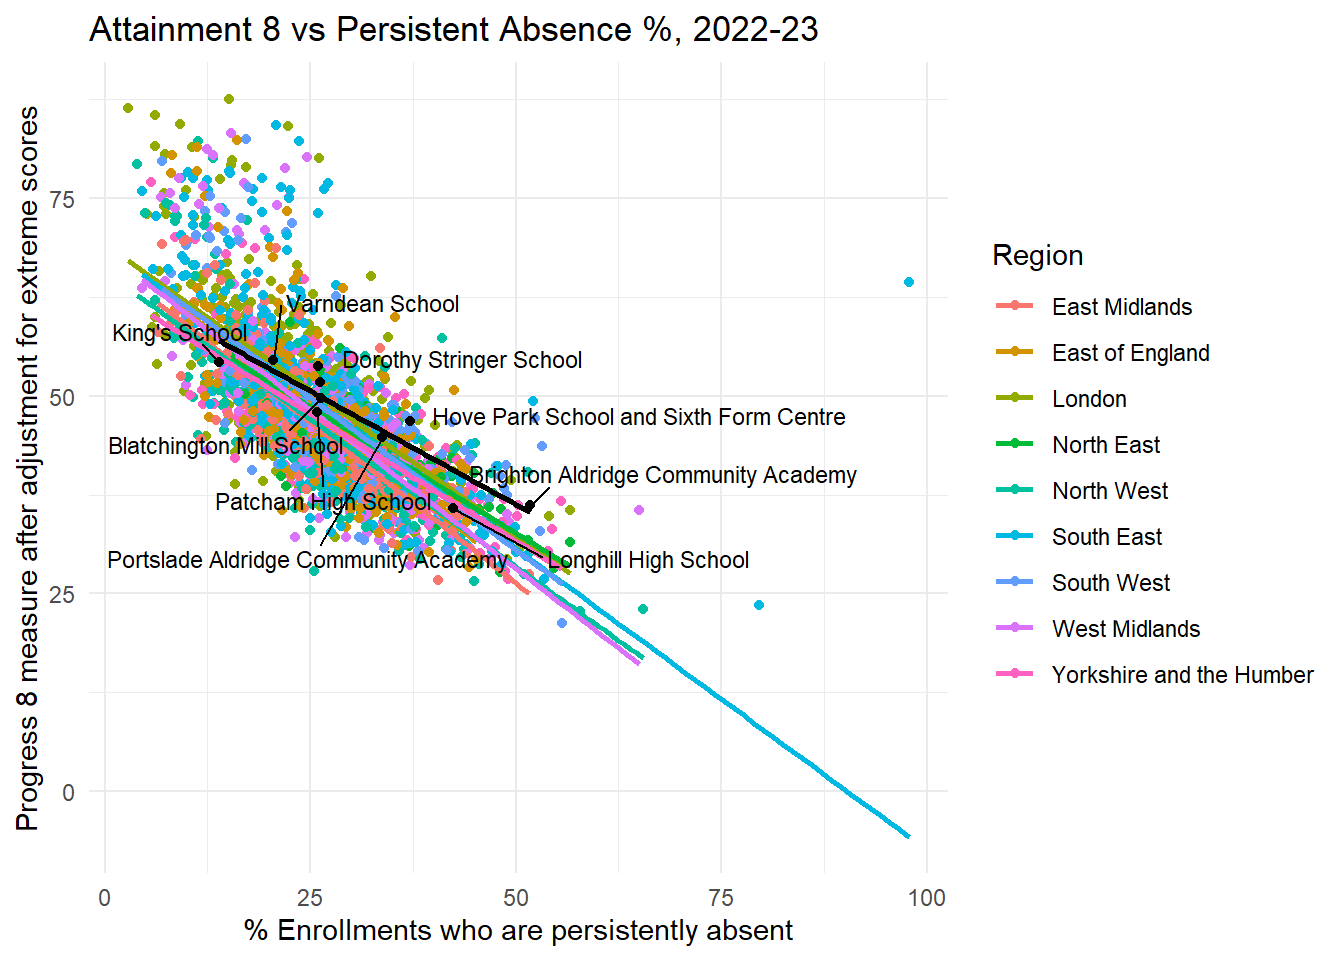 Attainment 8 vs Persistent Absence %, 2022-23
Progress 8 measure after adjustment for extreme scores
75
50
25
0
Varndean School
King's School
Dorothy Stringer School
Hove Park School and Sixth Form Centre
Blatchington Mill School
Brighton Aldridge Community Academy
Patcham High School
Portslade Aldridge Community Academy
Longhill High School
0
25
50
75
100
% Enrollments who are persistently absent
Region
East Midlands
East of England
London
North East
North West
South East
South West
West Midlands
Yorkshire and the Humber